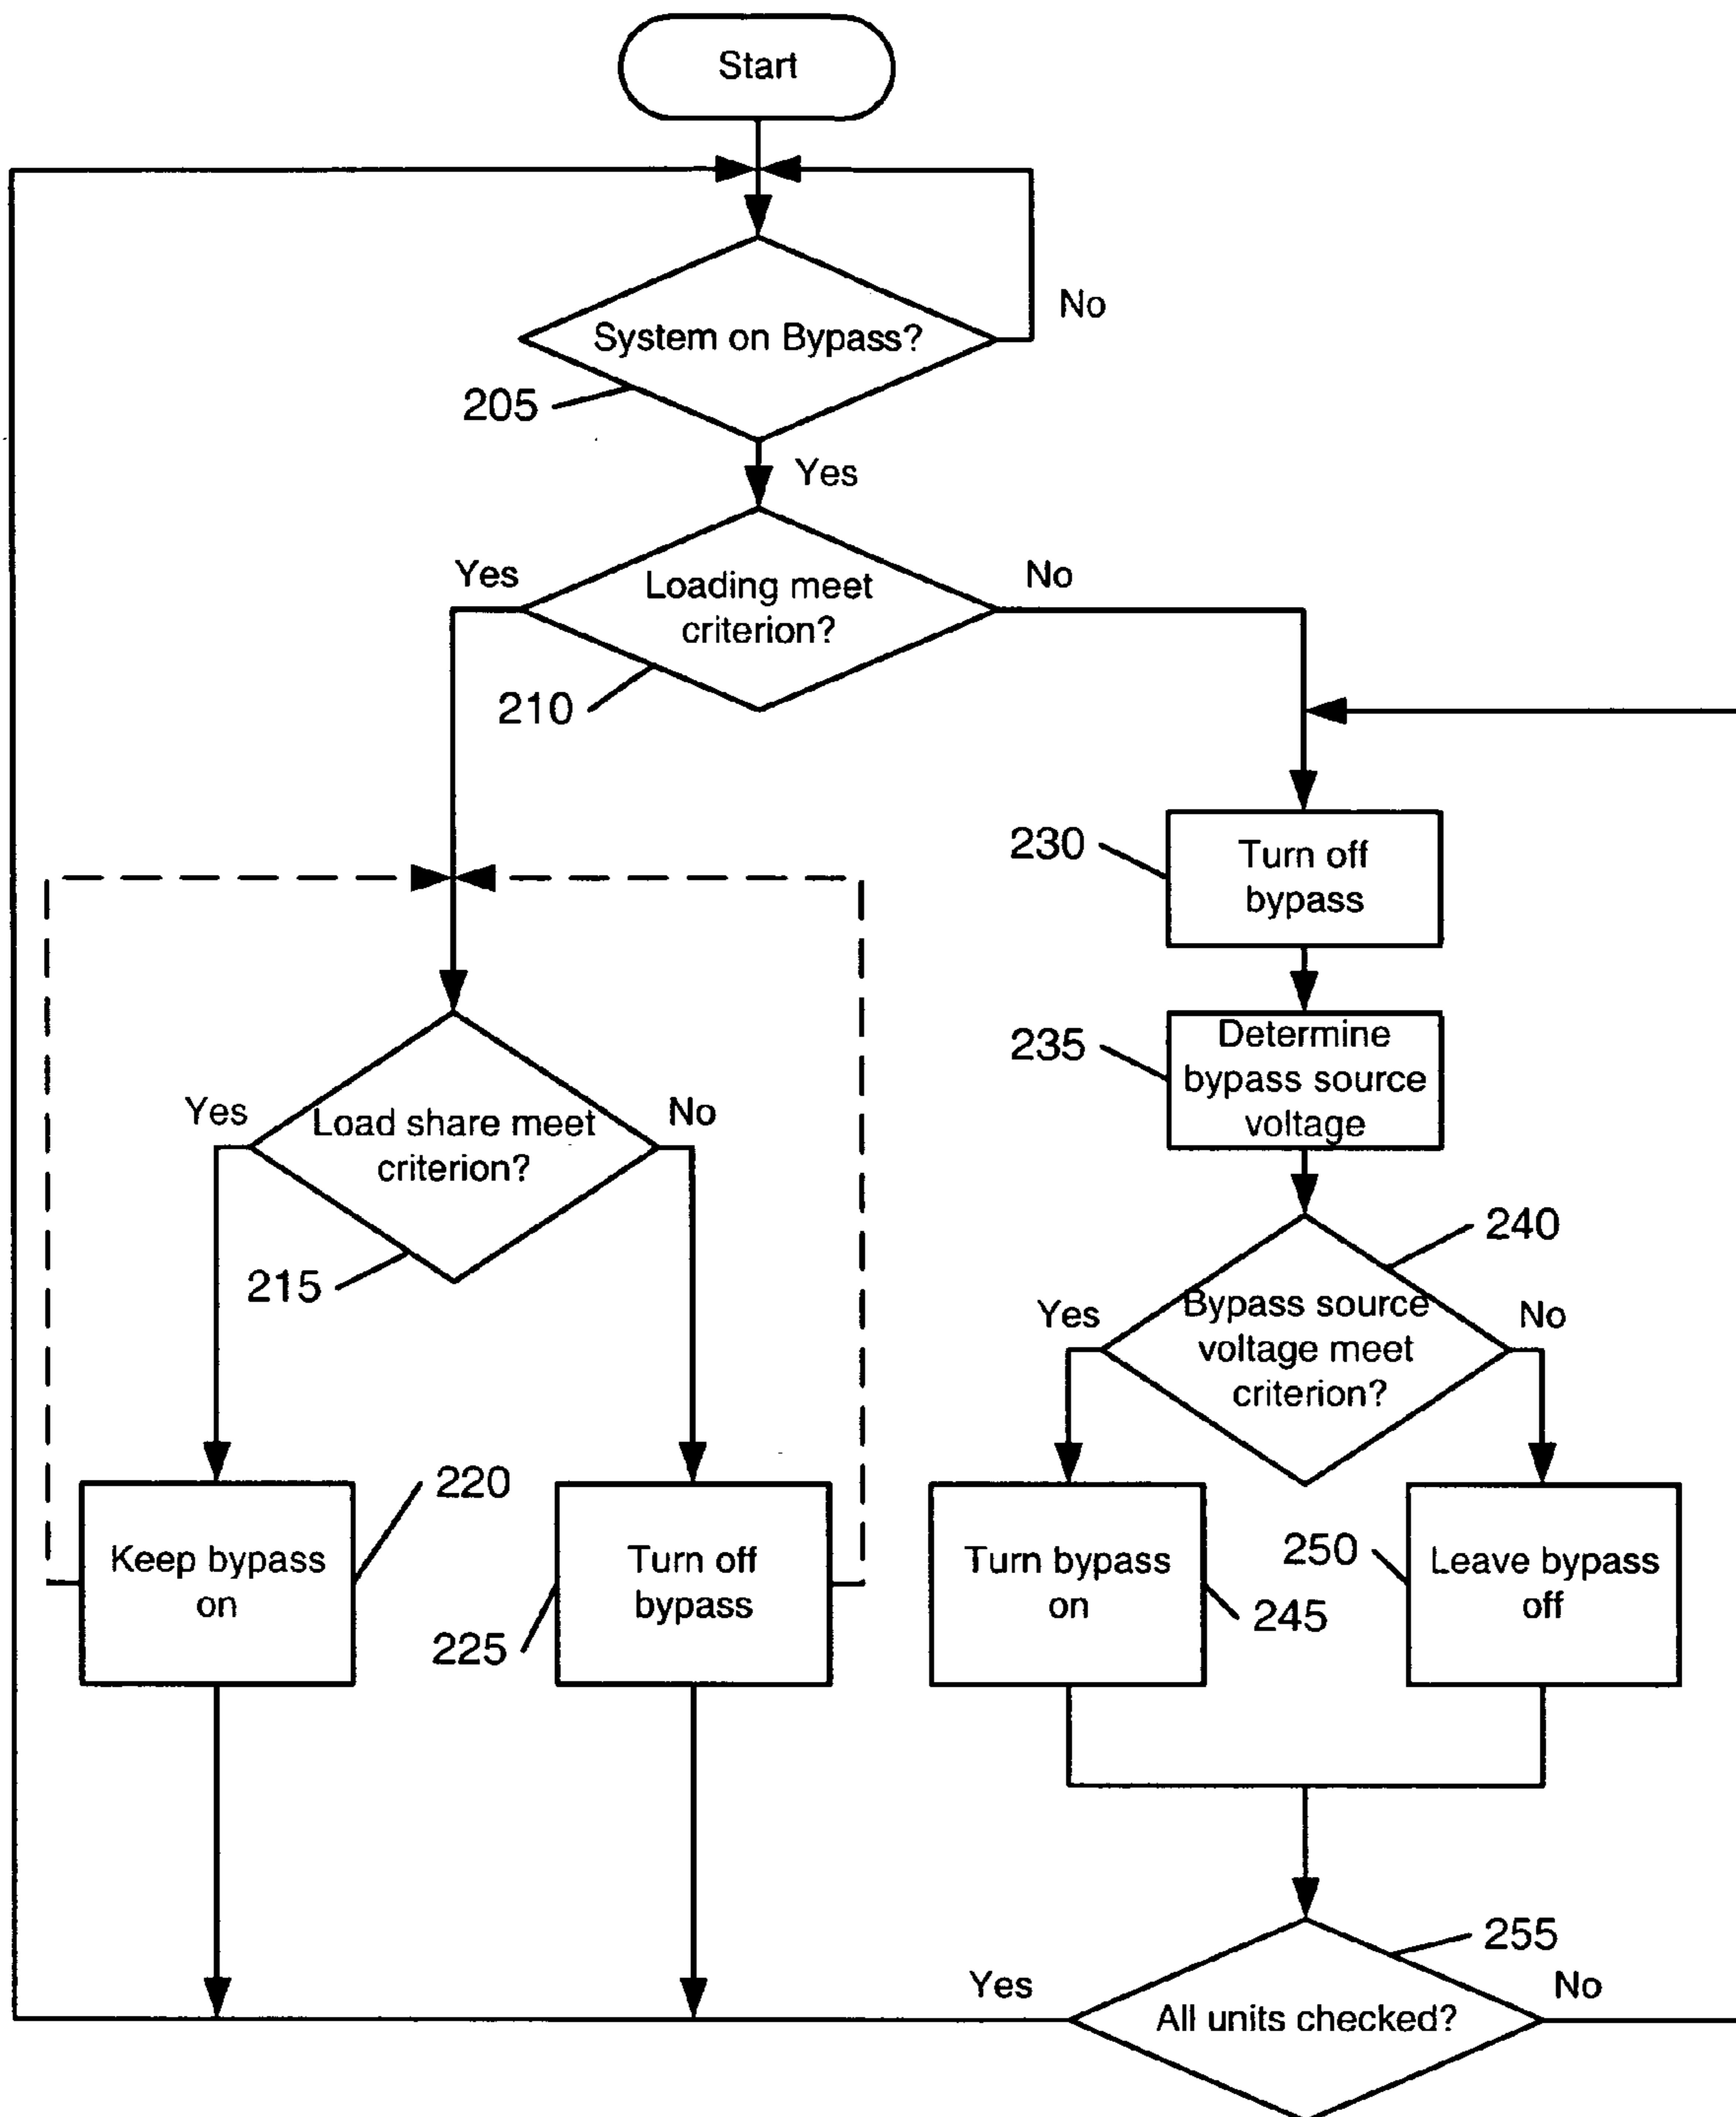 Start
No
System on Bypass?
205
Yes
Yes
Loading meet
criterion?
No
210
230
Turn off
bypass
235
Determine
bypass source
voltage
Yes
Load share meet
criterion?
No
215
240
Yes
Bypass source
voltage meet
criterion?
No
220
Keep bypass
on
Turn off
bypass
225
Turn bypass
on
245
250
Leave bypass
off
255
Yes
All units checked?
No